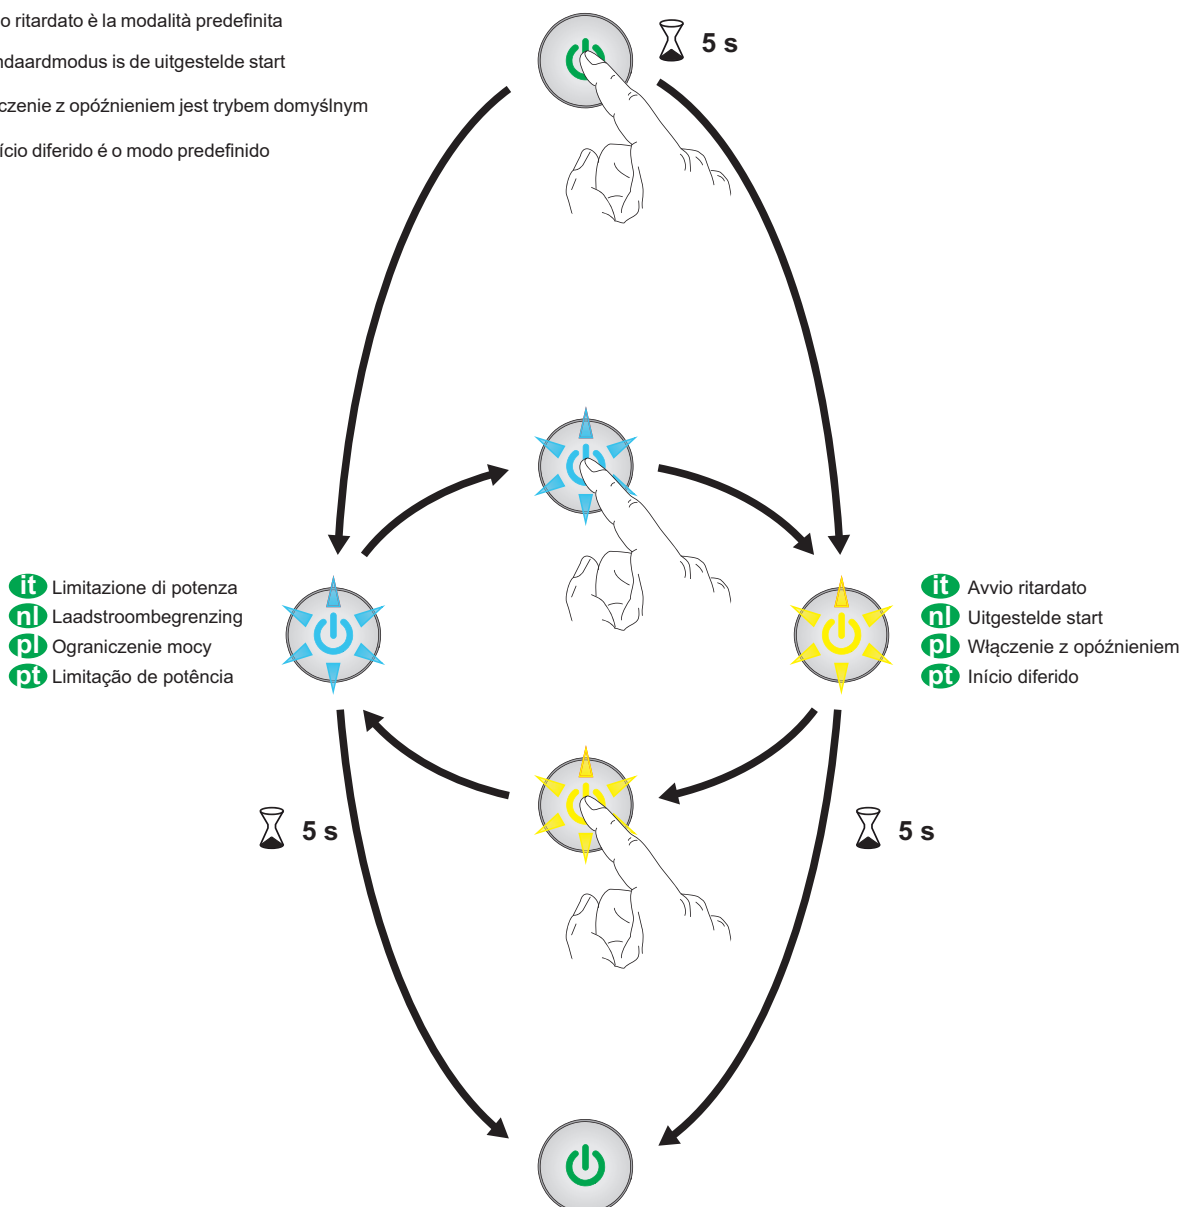 o ritardato è la modalità predefinita
ndaardmodus is de uitgestelde start
czenie z opóźnieniem jest trybem domyślnym
ício diferido é o modo predefinido
5 s
it Limitazione di potenza
nl Laadstroombegrenzing
pl Ograniczenie mocy
pt Limitação de potência
it Avvio ritardato
nl Uitgestelde start
pl Włączenie z opóźnieniem
pt Início diferido
5 s
5 s